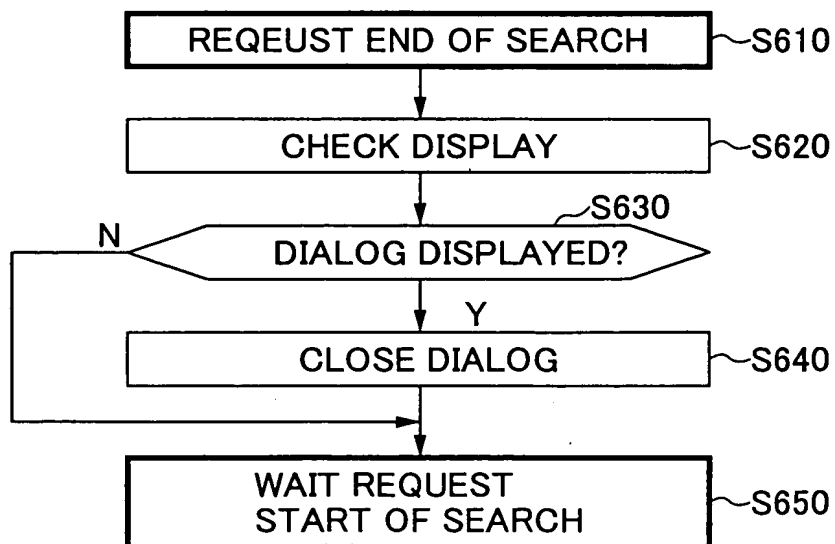 REQEUST END OF SEARCH S610
CHECK DISPLAY S620
S630
N
DIALOG DISPLAYED?
Y
CLOSE DIALOG S640
WAIT REQUEST
START OF SEARCH S650